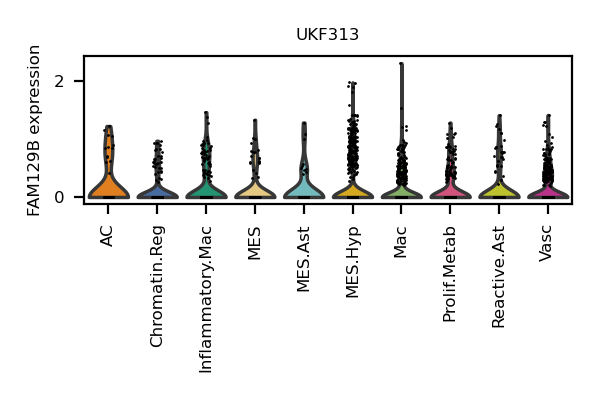 UKF313
FAM129B expression
2
0
AC
Chromatin.Reg
Inflammatory.Mac
MES
MES.Ast
MES.Hyp
Mac
Prolif.Metab
Reactive.Ast
Vasc